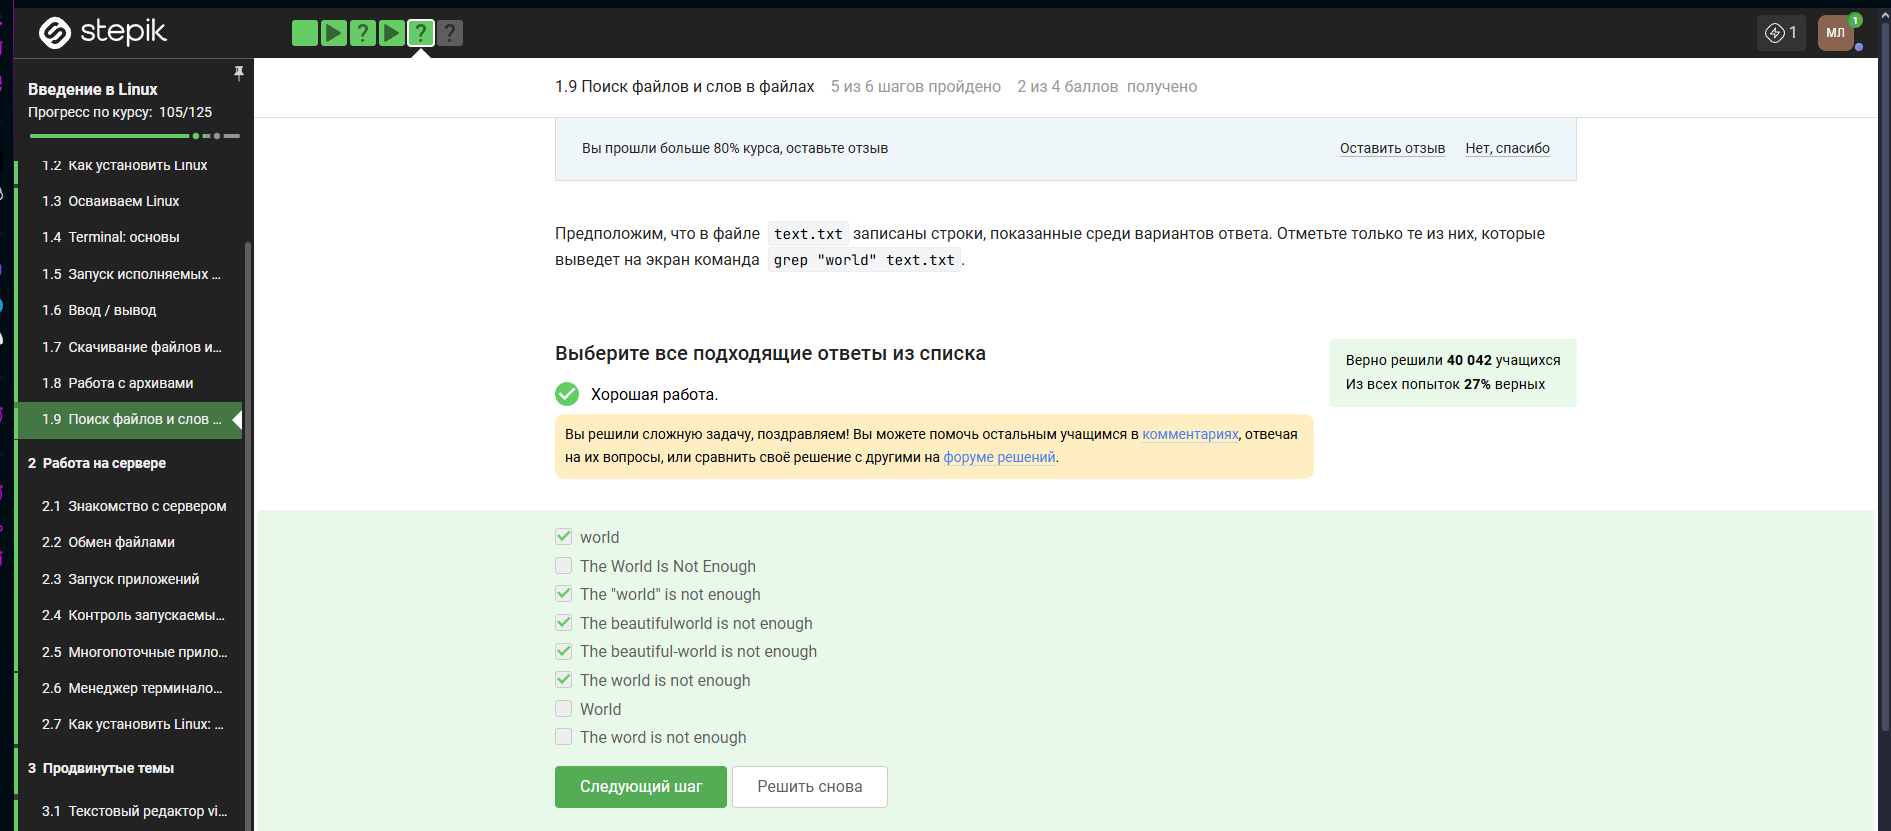 stepik
1
МЛ
1
Введение в Linux
Прогресс по курсу: 105/125
1.2 Как установить Linux
1.3 Осваиваем Linux
1.4 Terminal: основы
1.5 Запуск исполняемых ...
1.6 Ввод / вывод
1.7 Скачивание файлов и...
1.8 Работа с архивами
1.9 Поиск файлов и слов ...
2 Работа на сервере
2.1 Знакомство с сервером
2.2 Обмен файлами
2.3 Запуск приложений
2.4 Контроль запускаемы...
2.5 Многопоточные прило...
2.6 Менеджер терминало...
2.7 Как установить Linux: ...
3 Продвинутые темы
3.1 Текстовый редактор vi...
1.9 Поиск файлов и слов в файлах 5 из 6 шагов пройдено 2 из 4 баллов получено
Вы прошли больше 80% курса, оставьте отзыв Оставить отзыв Нет, спасибо
Предположим, что в файле text.txt записаны строки, показанные среди вариантов ответа. Отметьте только те из них, которые
выведет на экран команда grep "world" text.txt.
Выберите все подходящие ответы из списка
Хорошая работа.
Вы решили сложную задачу, поздравляем! Вы можете помочь остальным учащимся в комментариях, отвечая
на их вопросы, или сравнить своё решение с другими на форуме решений.
Верно решили 40 042 учащихся
Из всех попыток 27% верных
world
The World Is Not Enough
The "world" is not enough
The beautifulworld is not enough
The beautiful-world is not enough
The world is not enough
World
The word is not enough
Следующий шаг Решить снова